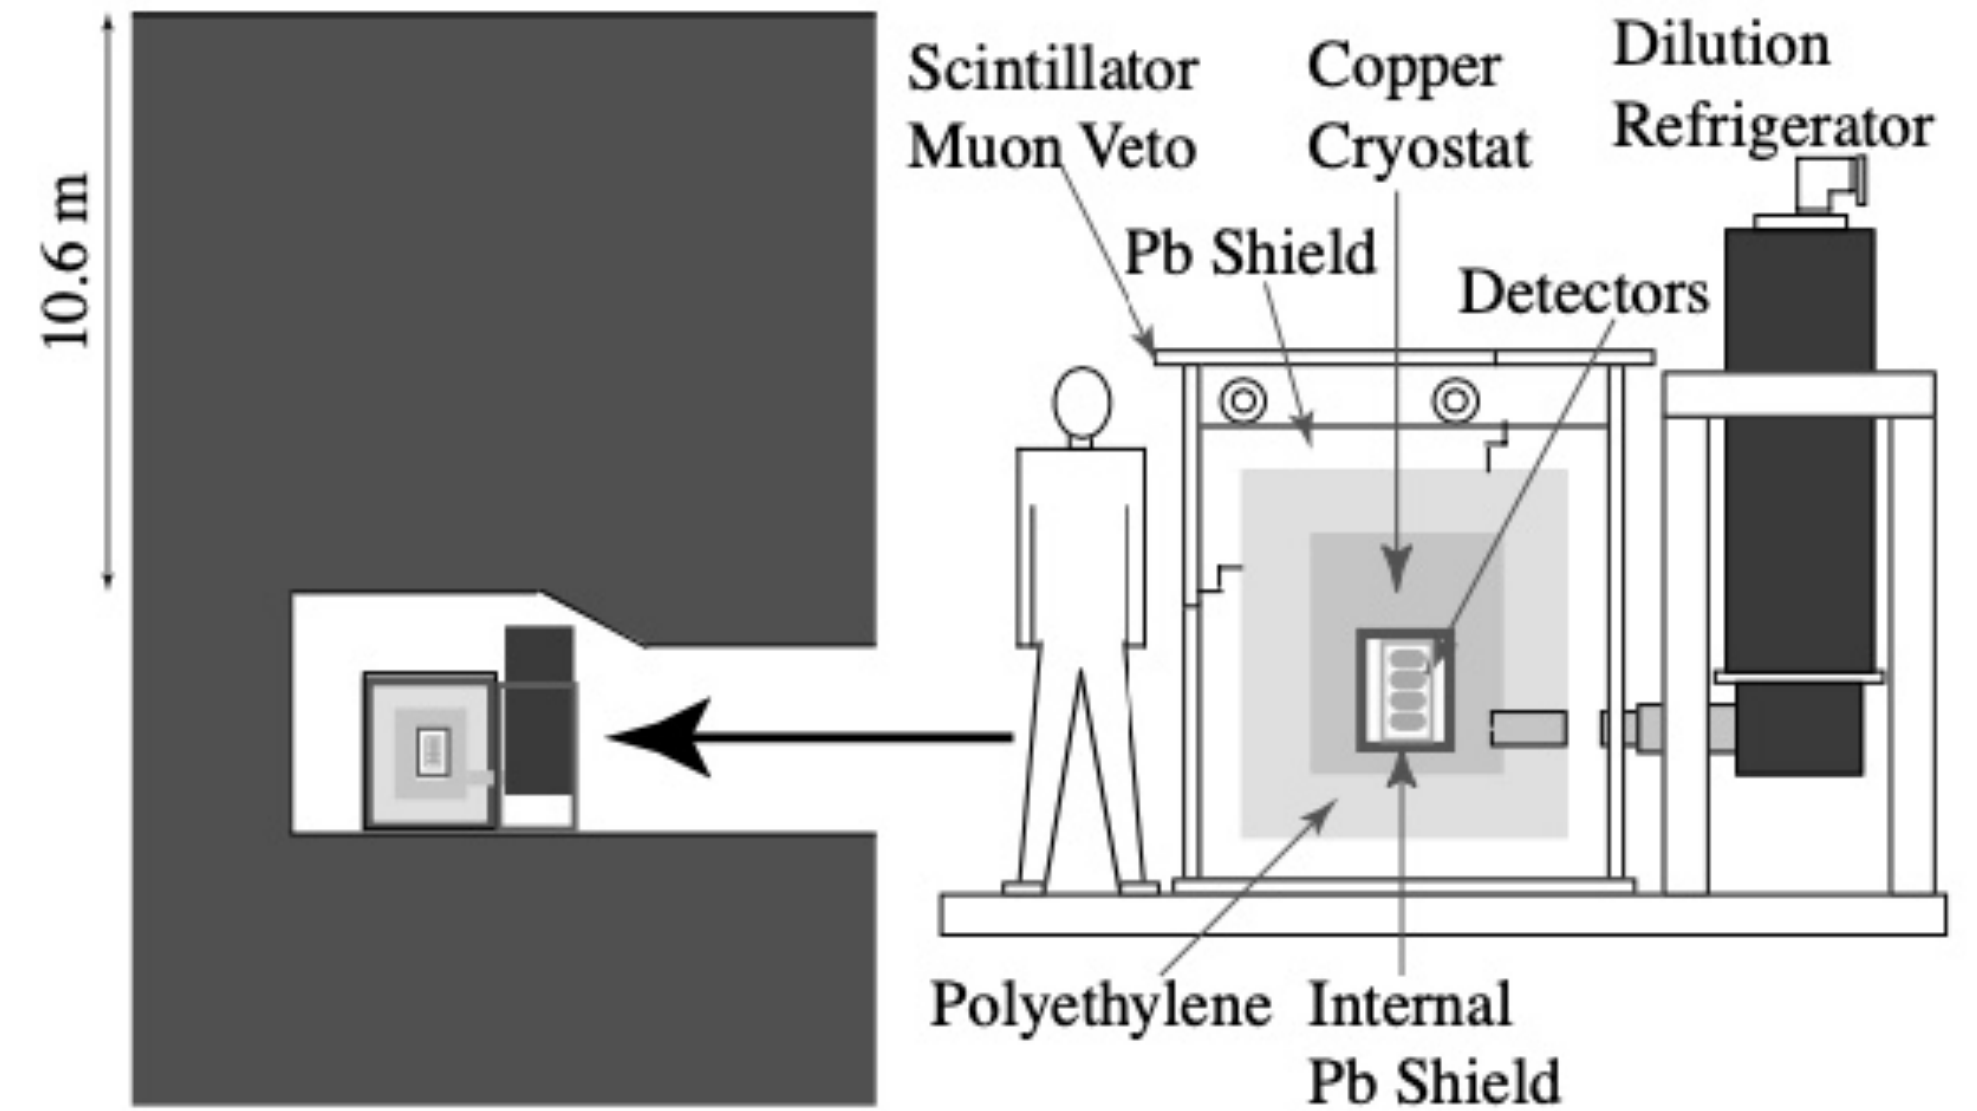 10.6 m
Scintillator
Muon Veto
Copper
Cryostat
Dilution
Refrigerator
Pb Shield
Detectors
Polyethylene
Internal
Pb Shield